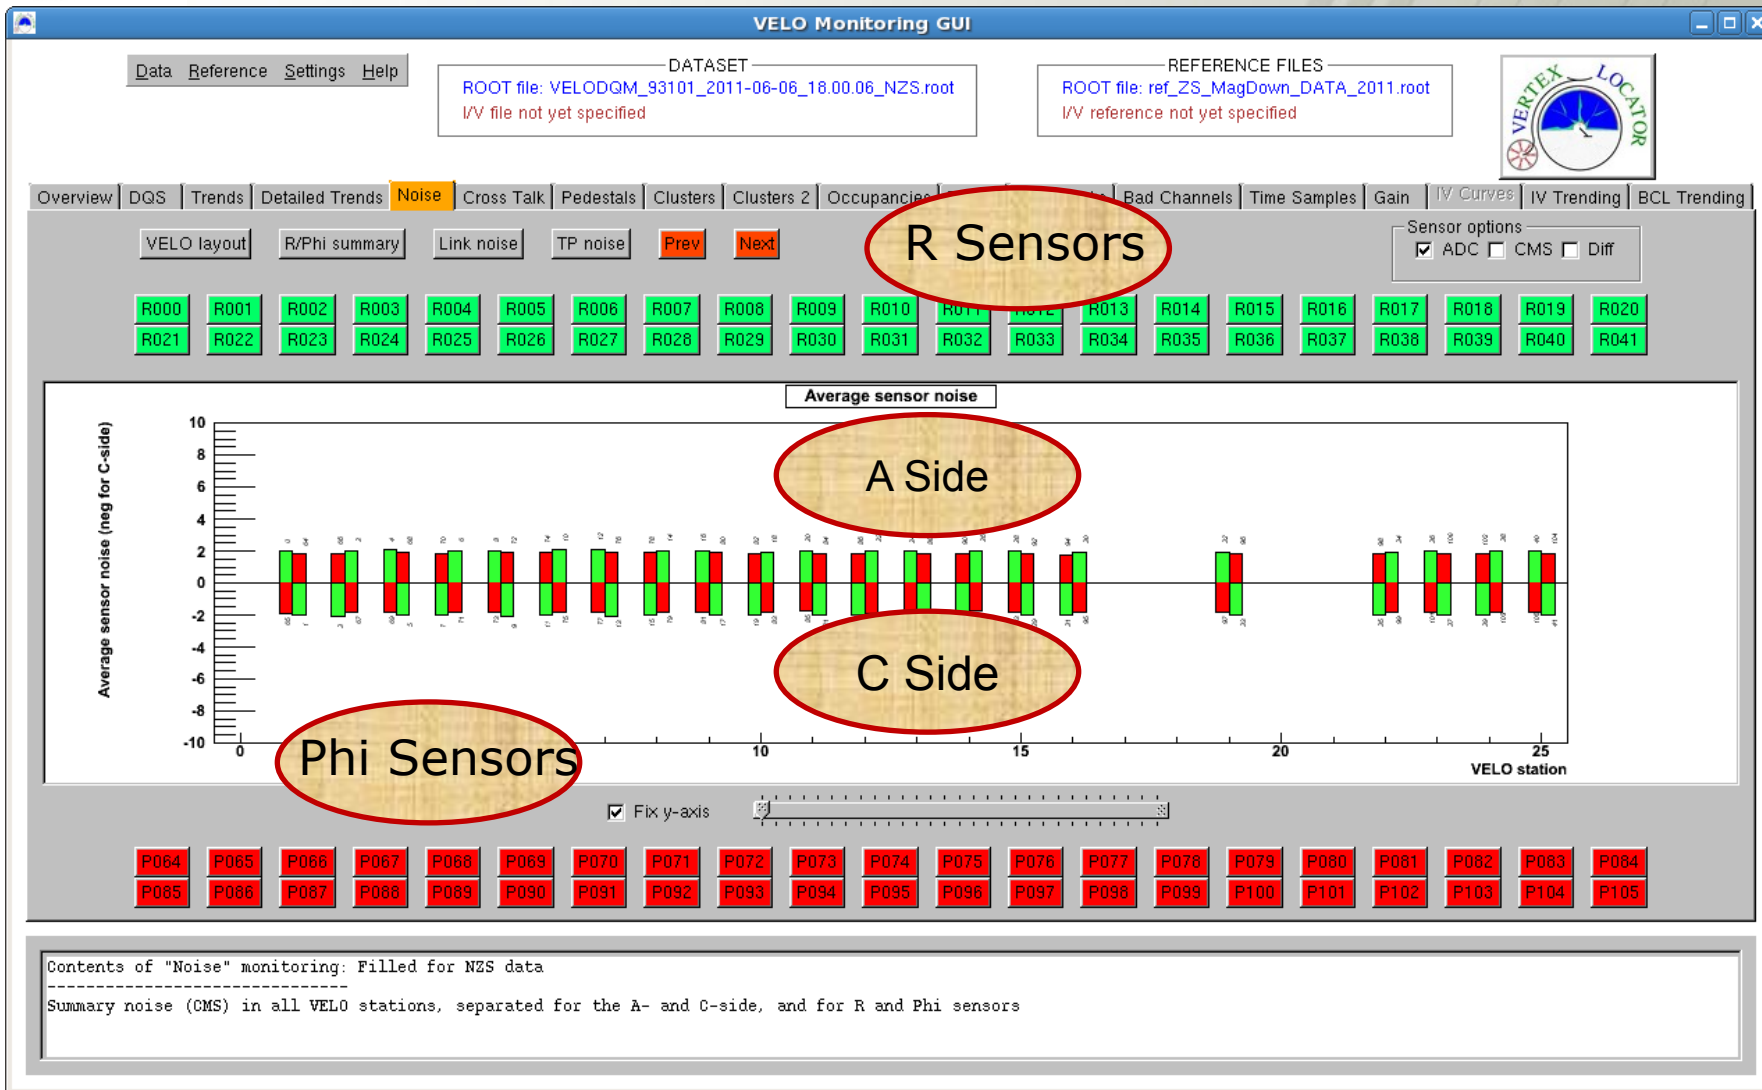 VELO Monitoring GUI
Data Reference Settings Help
DATASET
ROOT file: VELODQM_93101_2011-06-06_18.00.06_NZS.root
I/V file not yet specified
REFERENCE FILES
ROOT file: ref_ZS_MagDown_DATA_2011.root
I/V reference not yet specified
VERTEX LOCATOR
Overview DQS Trends Detailed Trends Noise Cross Talk Pedestals Clusters Clusters 2 Occupancies Bad Channels Time Samples Gain IV Curves IV Trending BCL Trending
VELO layout R/Phi summary Link noise TP noise Prev Next
R Sensors
Sensor options
ADC CMS Diff
R000 R001 R002 R003 R004 R005 R006 R007 R008 R009 R010 R011 R012 R013 R014 R015 R016 R017 R018 R019 R020
R021 R022 R023 R024 R025 R026 R027 R028 R029 R030 R031 R032 R033 R034 R035 R036 R037 R038 R039 R040 R041
Average sensor noise
Average sensor noise (neg for C-side)
10
8
6
4
2
0
-2
-4
-6
-8
-10
A Side
C Side
Phi Sensors
0 10 15 20 25
VELO station
Fix y-axis
P064 P065 P066 P067 P068 P069 P070 P071 P072 P073 P074 P075 P076 P077 P078 P079 P080 P081 P082 P083 P084
P085 P086 P087 P088 P089 P090 P091 P092 P093 P094 P095 P096 P097 P098 P099 P100 P101 P102 P103 P104 P105
Contents of "Noise" monitoring: Filled for NZS data
-------------------------------
Summary noise (CMS) in all VELO stations, separated for the A- and C-side, and for R and Phi sensors